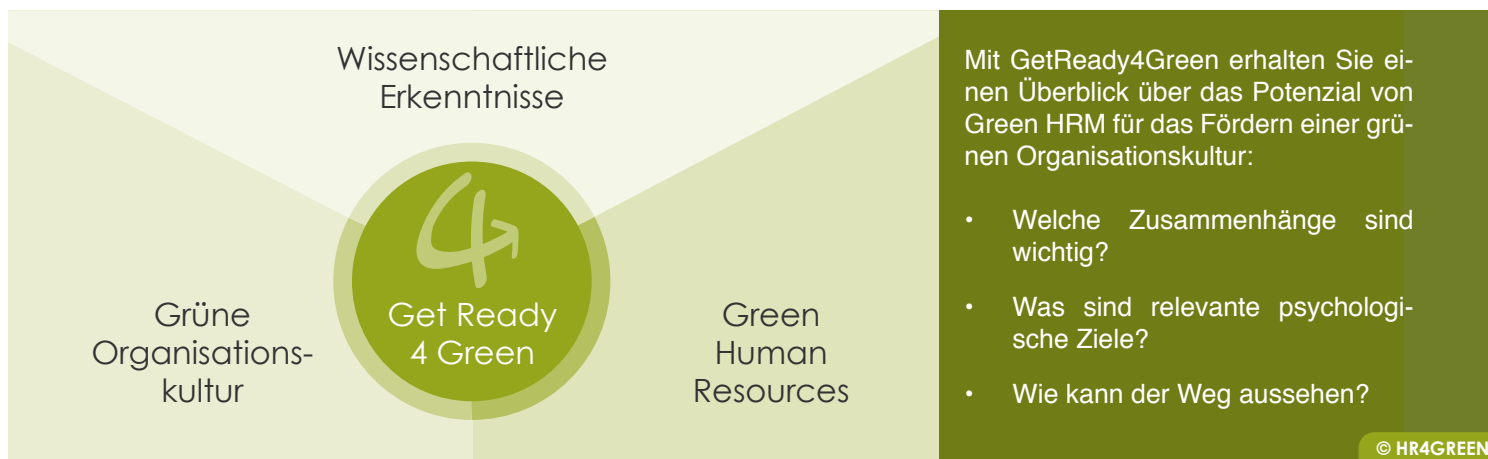 Wissenschaftliche
Erkenntnisse
4
Get Ready
4 Green
Grüne
Organisations-
kultur
Green
Human
Resources
Mit GetReady4Green erhalten Sie ei-
nen Überblick über das Potenzial von
Green HRM für das Fördern einer grü-
nen Organisationskultur:
• Welche Zusammenhänge sind
wichtig?
• Was sind relevante psychologi-
sche Ziele?
• Wie kann der Weg aussehen?
© HR4GREEN